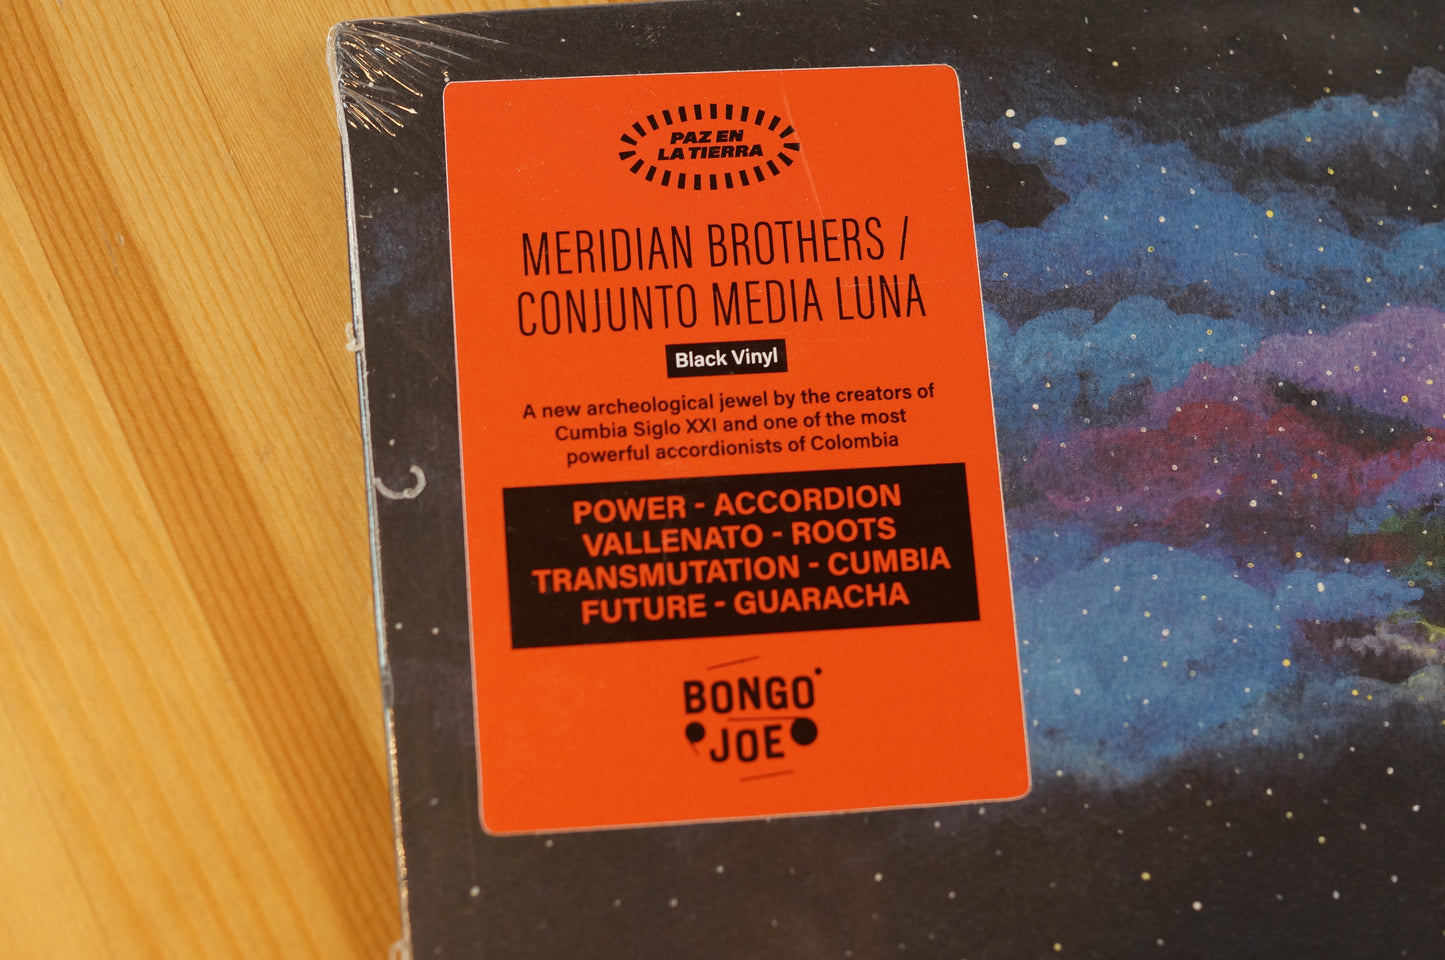 PAZ EN
LA TIERRA
MERIDIAN BROTHERS /
CONJUNTO MEDIA LUNA
Black Vinyl
A new archeological jewel by the creators of
Cumbia Siglo XXI and one of the most
powerful accordionists of Colombia
POWER - ACCORDION
VALLENATO - ROOTS
TRANSMUTATION - CUMBIA
FUTURE - GUARACHA
BONGO
JOE